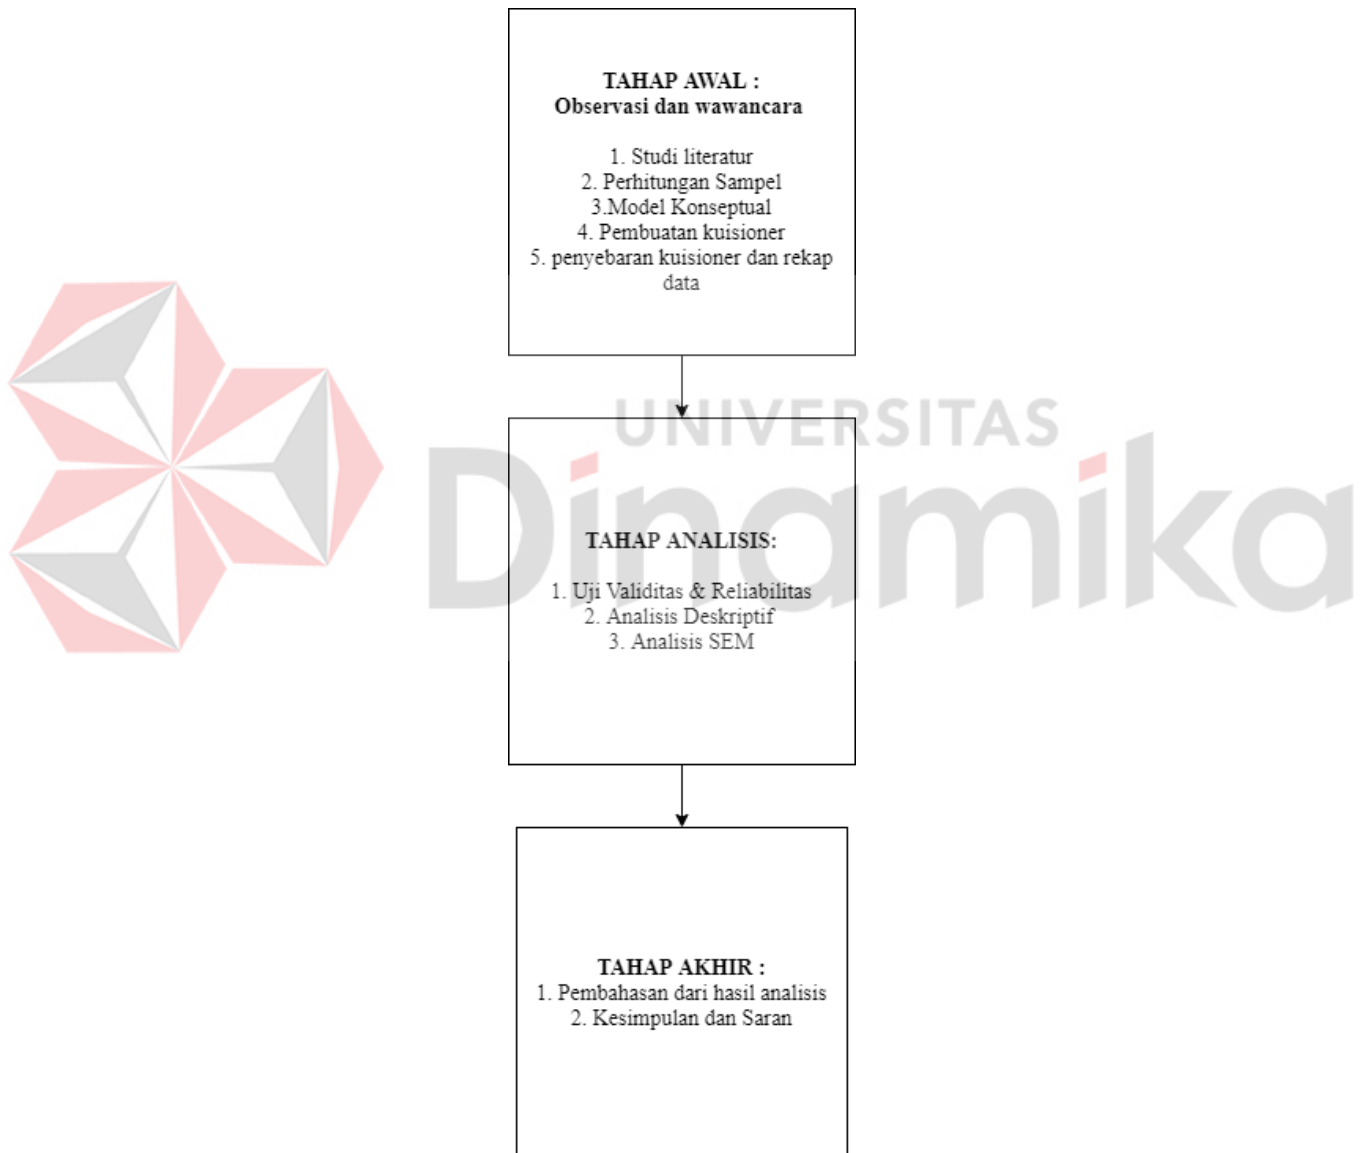 TAHAP AWAL :
Observasi dan wawancara
1. Studi literatur
2. Perhitungan Sampel
3.Model Konseptual
4. Pembuatan kuisioner
5. penyebaran kuisioner dan rekap
data
UNIVERSITAS
Dinamika
TAHAP ANALISIS:
1. Uji Validitas & Reliabilitas
2. Analisis Deskriptif
3. Analisis SEM
TAHAP AKHIR :
1. Pembahasan dari hasil analisis
2. Kesimpulan dan Saran